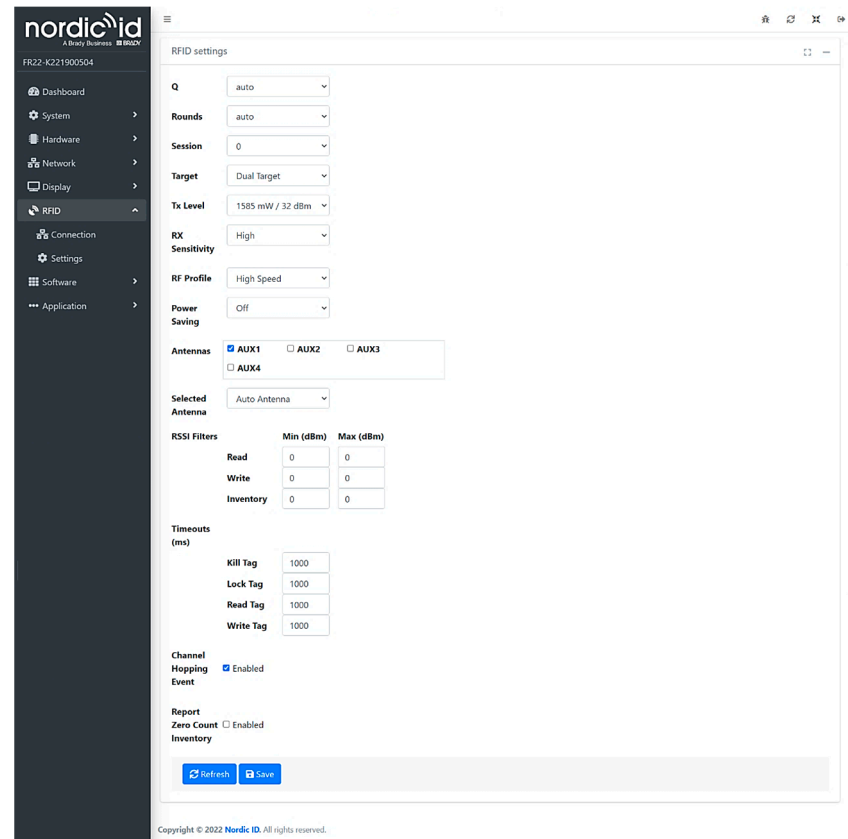 nordic id
A Brady Business BRADY
FR22-K221900504
Dashboard
System
Hardware
Network
Display
RFID
Connection
Settings
Software
Application
RFID settings
Q auto
Rounds auto
Session 0
Target Dual Target
Tx Level 1585 mW / 32 dBm
RX
Sensitivity High
RF Profile High Speed
Power
Saving Off
Antennas AUX1 AUX2 AUX3
AUX4
Selected
Antenna Auto Antenna
RSSI Filters Min (dBm) Max (dBm)
Read 0 0
Write 0 0
Inventory 0 0
Timeouts
(ms)
Kill Tag 1000
Lock Tag 1000
Read Tag 1000
Write Tag 1000
Channel
Hopping Enabled
Event
Report
Zero Count Enabled
Inventory
Refresh Save
Copyright © 2022 Nordic ID. All rights reserved.